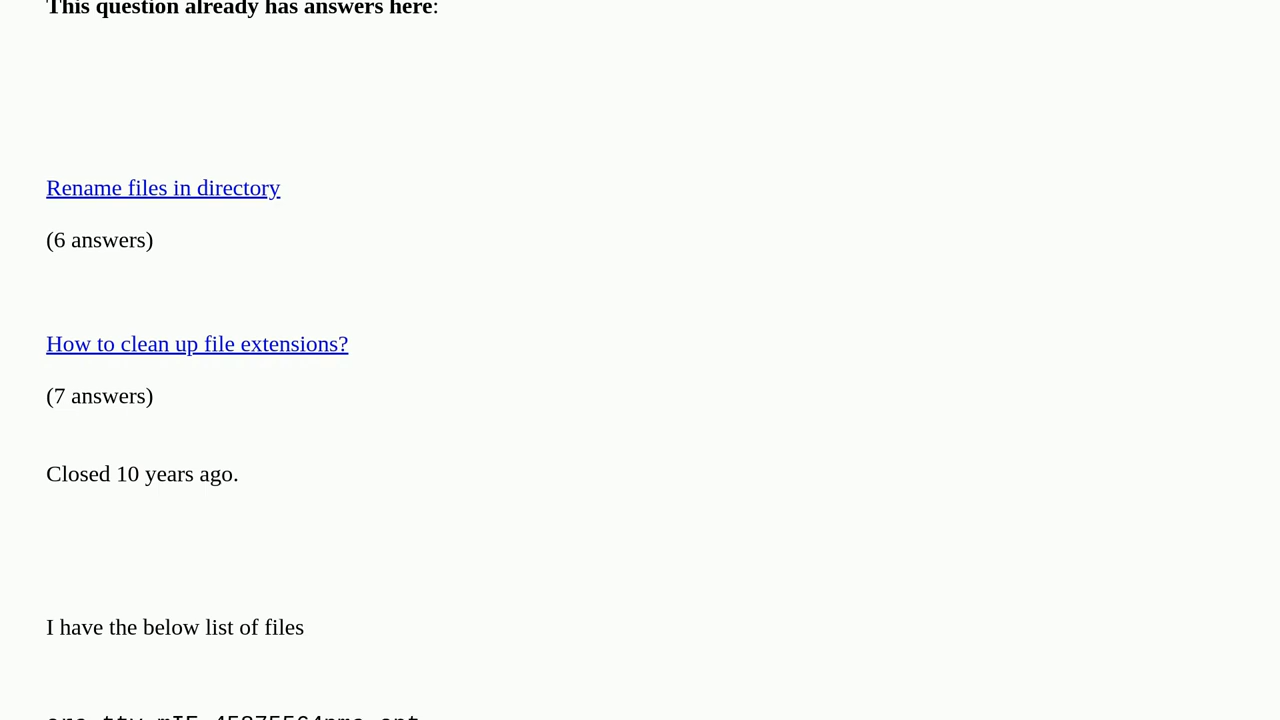 This question already has answers here:
Rename files in directory
(6 answers)
How to clean up file extensions?
(7 answers)
Closed 10 years ago.
I have the below list of files